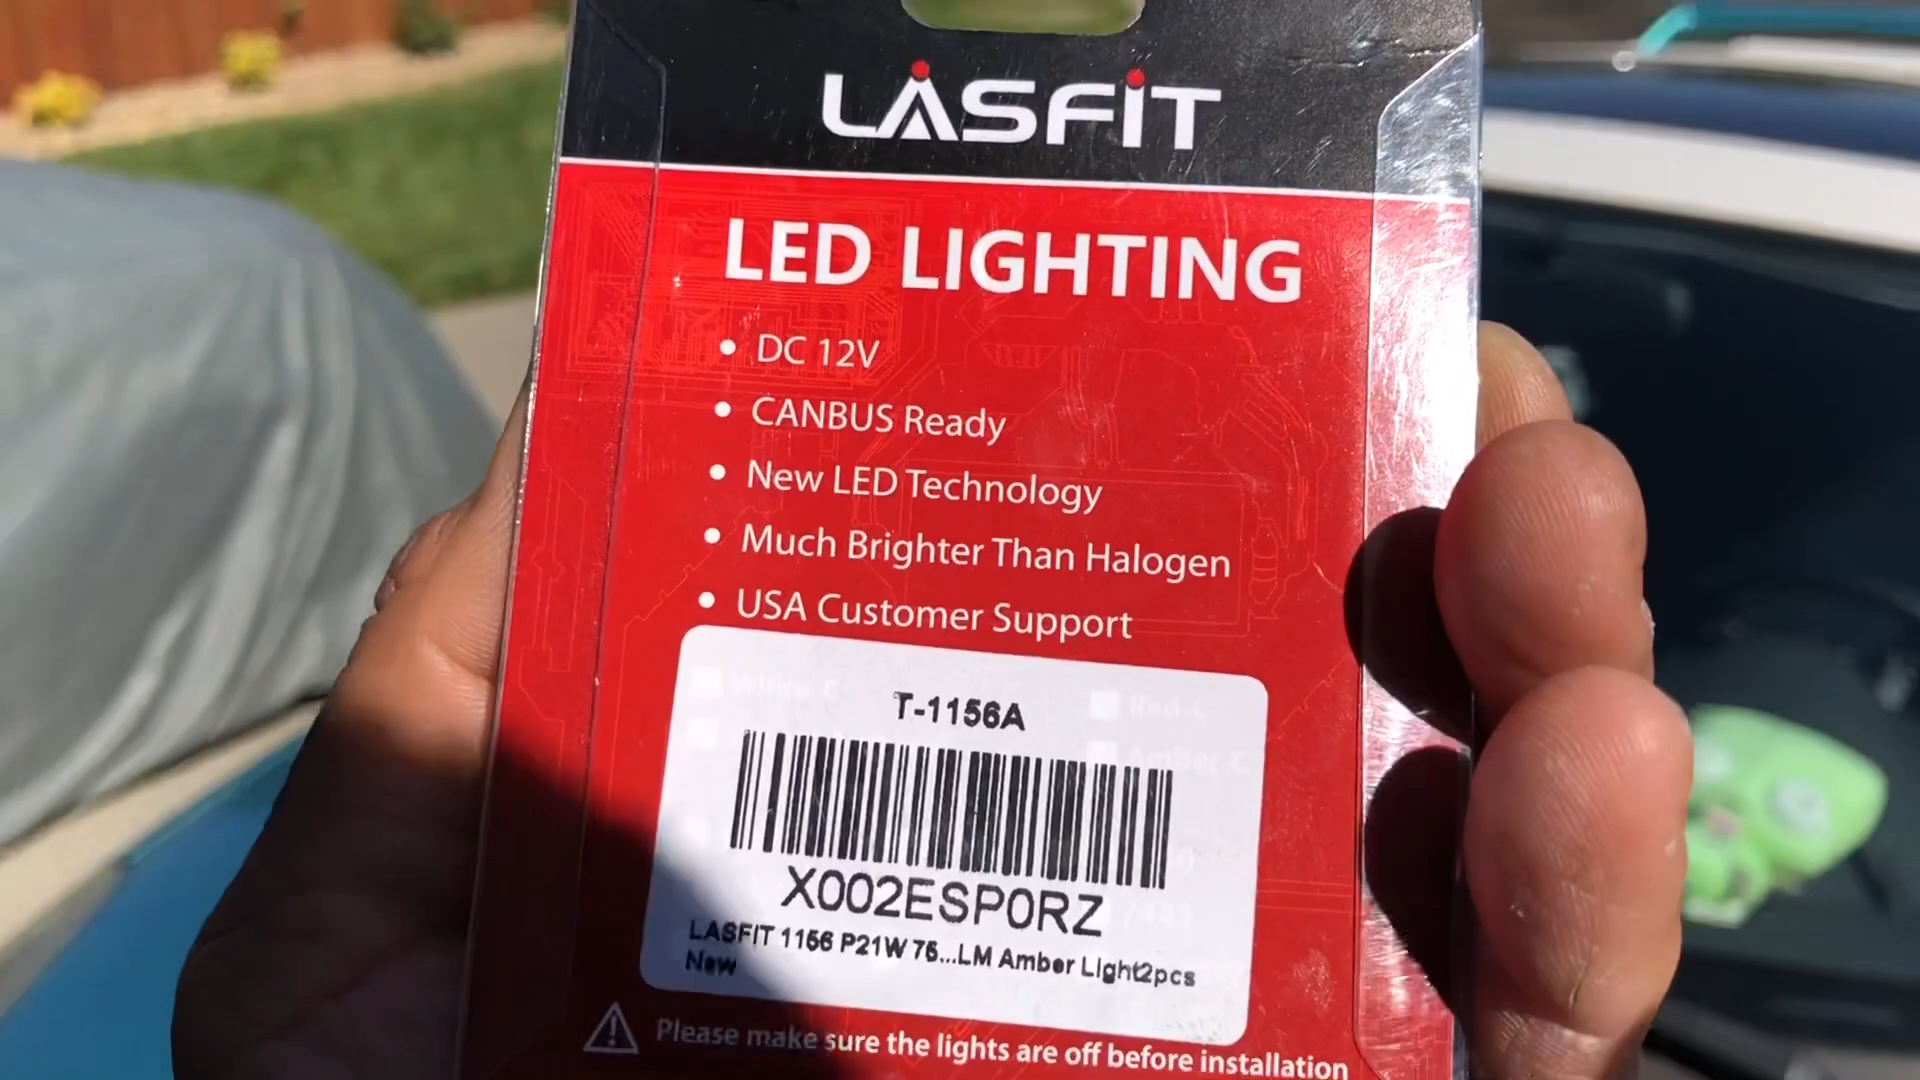 LASFIT
LED LIGHTING
• DC 12V
• CANBUS Ready
• New LED Technology
• Much Brighter Than Halogen
• USA Customer Support
T-1156A
X002ESP0RZ
LASFIT 1156 P21W 75...LM Amber Light2pcs
New
Please make sure the lights are off before installation